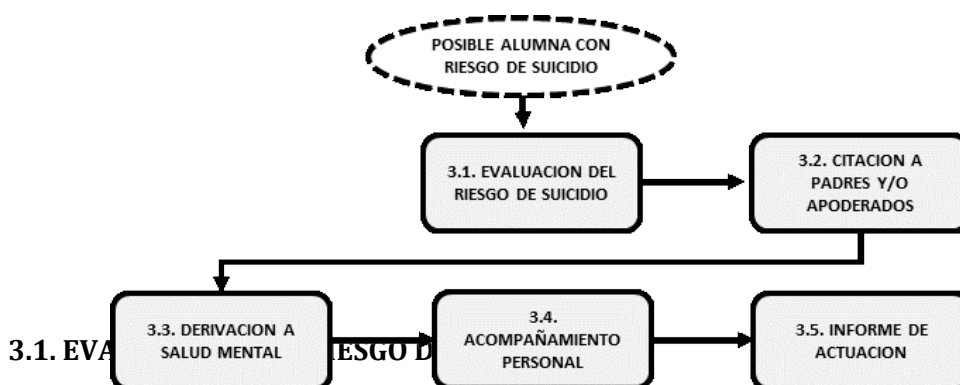 POSIBLE ALUMNA CON
RIESGO DE SUICIDIO
3.1. EVALUACION DEL
RIESGO DE SUICIDIO
3.2. CITACION A
PADRES Y/O
APODERADOS
3.3. DERIVACION A
SALUD MENTAL
3.4.
ACOMPAÑAMIENTO
PERSONAL
3.5. INFORME DE
ACTUACION
3.1. EVA